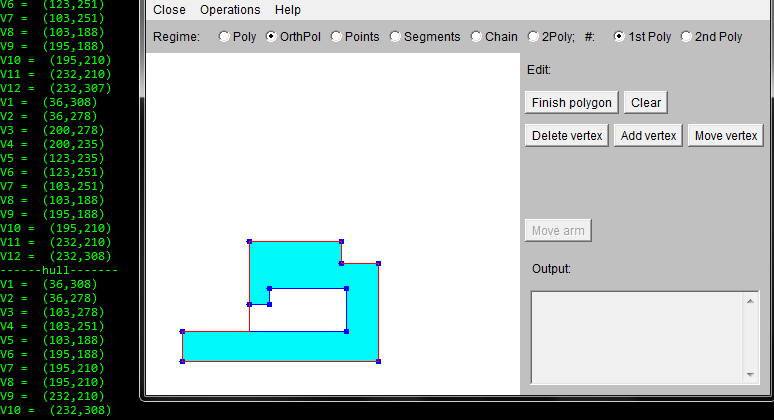 V6 = (123,251)
V7 = (103,251)
V8 = (103,188)
V9 = (195,188)
V10 = (195,210)
V11 = (232,210)
V12 = (232,307)
V1 = (36,308)
V2 = (36,278)
V3 = (200,278)
V4 = (200,235)
V5 = (123,235)
V6 = (123,251)
V7 = (103,251)
V8 = (103,188)
V9 = (195,188)
V10 = (195,210)
V11 = (232,210)
V12 = (232,308)
------hull-------
V1 = (36,308)
V2 = (36,278)
V3 = (103,278)
V4 = (103,251)
V5 = (103,188)
V6 = (195,188)
V7 = (195,210)
V8 = (195,210)
V9 = (232,210)
V10 = (232,308)
Close Operations Help
Regime: Poly OrthPol Points Segments Chain 2Poly; #: 1st Poly 2nd Poly
Edit:
Finish polygon Clear
Delete vertex Add vertex Move vertex
Move arm
Output: